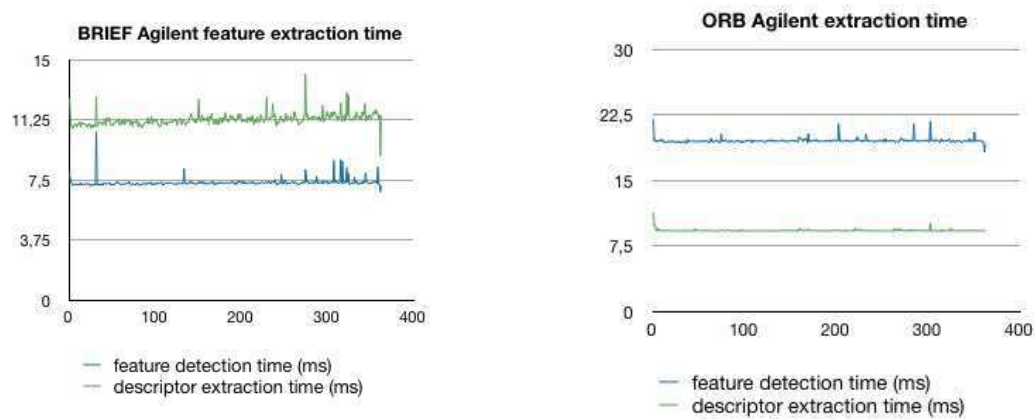 BRIEF Agilent feature extraction time
15
11,25
7,5
3,75
0
0 100 200 300 400
feature detection time (ms)
descriptor extraction time (ms)
ORB Agilent extraction time
30
22,5
15
7,5
0
0 100 200 300 400
feature detection time (ms)
descriptor extraction time (ms)